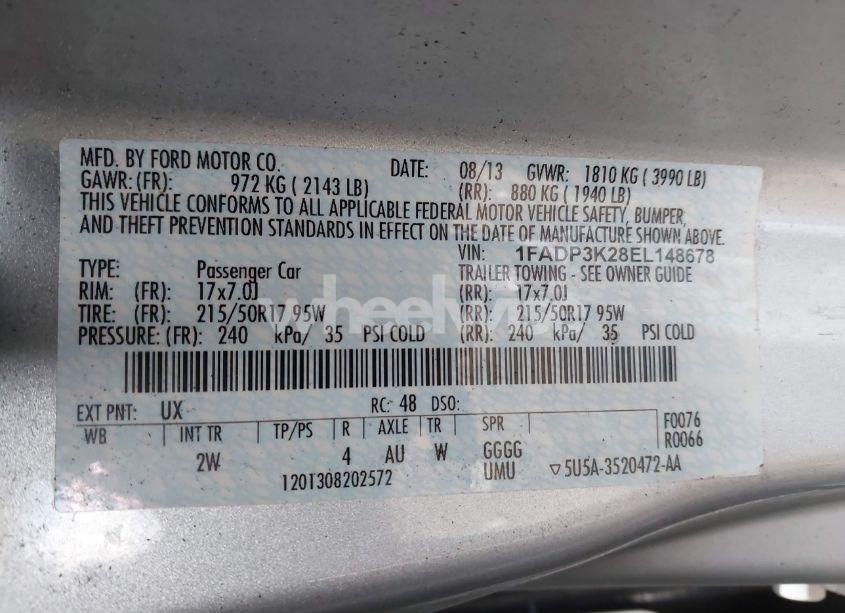 MFD. BY FORD MOTOR CO. DATE: 08/13 GVWR: 1810 KG ( 3990 LB)
GAWR: (FR): 972 KG ( 2143 LB) (RR): 880 KG ( 1940 LB)
THIS VEHICLE CONFORMS TO ALL APPLICABLE FEDERAL MOTOR VEHICLE SAFETY, BUMPER,
AND THEFT PREVENTION STANDARDS IN EFFECT ON THE DATE OF MANUFACTURE SHOWN ABOVE.
VIN: 1FADP3K28EL148678
TYPE: Passenger Car TRAILER TOWING - SEE OWNER GUIDE
RIM: (FR): 17x7.0J (RR): 17x7.0J
TIRE: (FR): 215/50R17 95W (RR): 215/50R17 95W
PRESSURE: (FR): 240 kPa/ 35 PSI COLD (RR): 240 kPa/ 35 PSI COLD
EXT PNT: UX RC: 48 DSO:
WB INT TR TP/PS R AXLE TR SPR F0076
R0066
2W 4 AU W GGGG
UMU ▽5U5A-3520472-AA
120T308202572